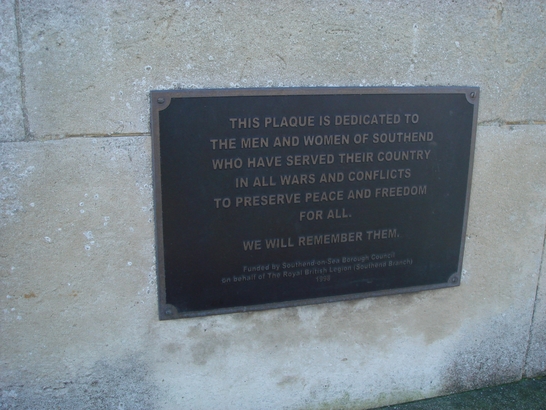 THIS PLAQUE IS DEDICATED TO
THE MEN AND WOMEN OF SOUTHEND
WHO HAVE SERVED THEIR COUNTRY
IN ALL WARS AND CONFLICTS
TO PRESERVE PEACE AND FREEDOM
FOR ALL.
WE WILL REMEMBER THEM.
Funded by Southend-on-Sea Borough Council
on behalf of The Royal British Legion (Southend Branch)